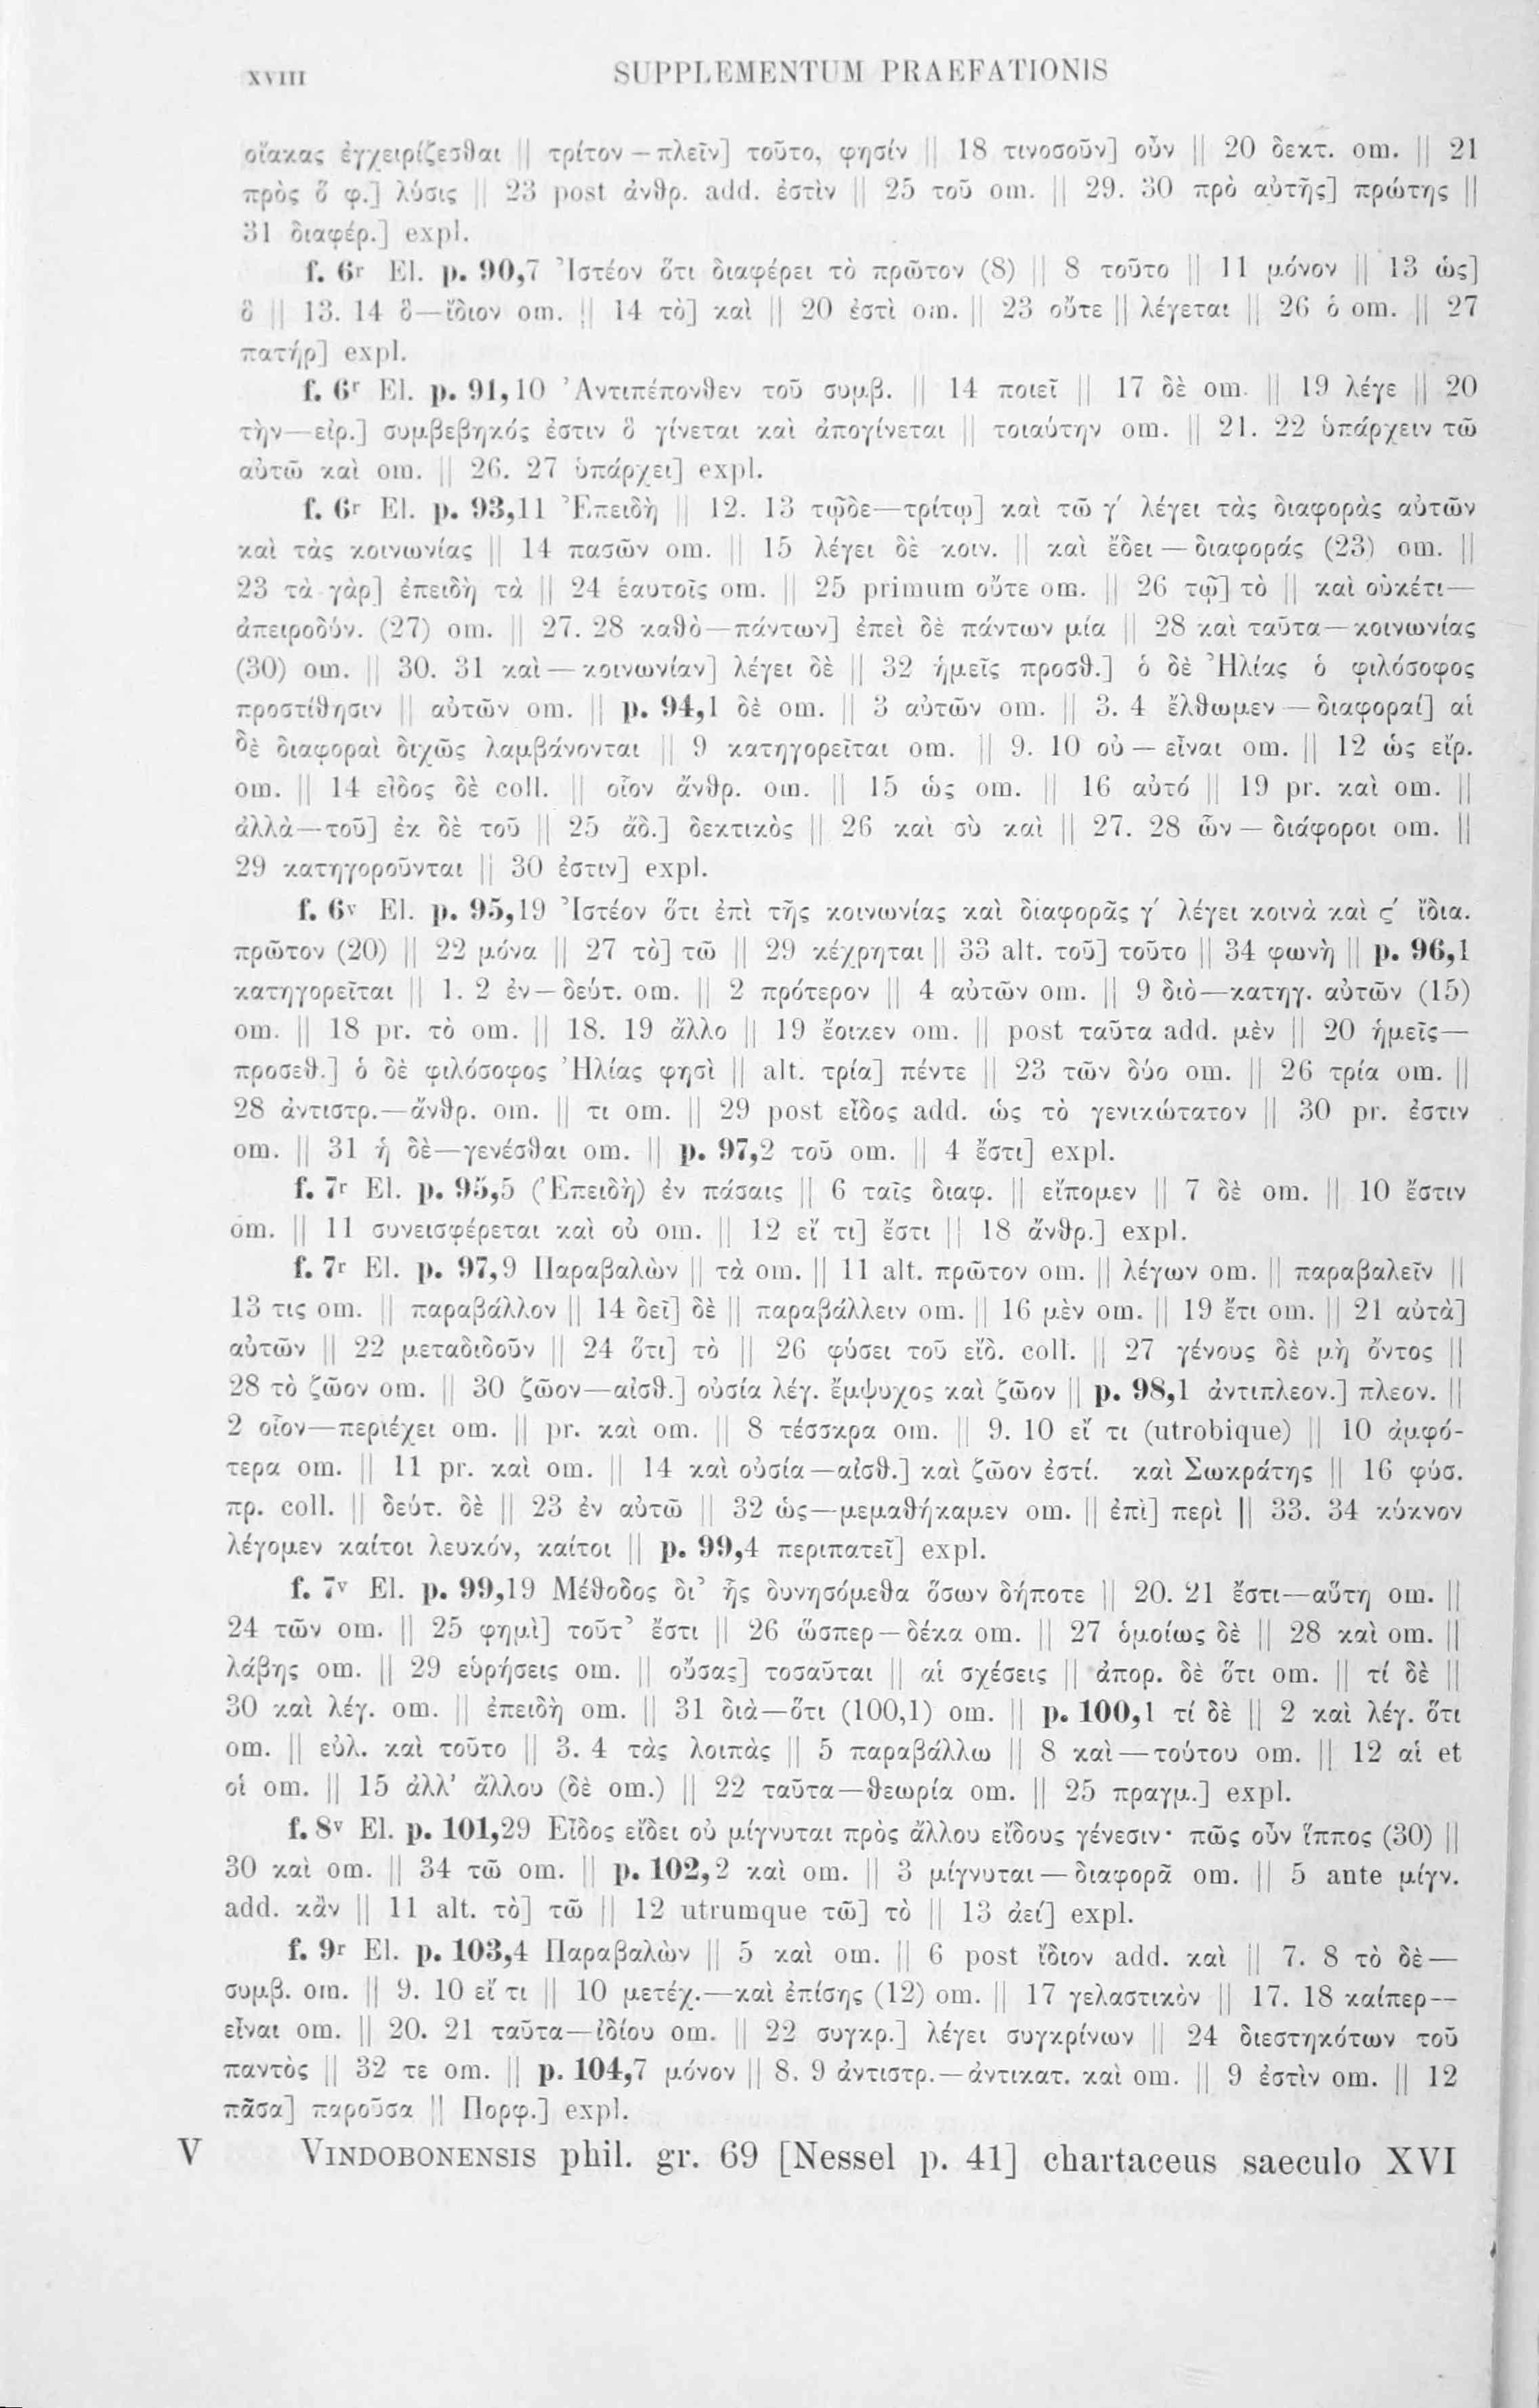 XVIII SUPPLEMENTUM PRAEFATIONIS
οἴακας ἐγχειρίζεσθαι || τρίτον — πλεῖν] τοῦτο, φησίν || 18 τινοσοῦν] οὖν || 20 δεκτ. om. || 21
πρὸς ὅ φ.] λύσις || 23 post ἀνθρ. add. ἐστὶν || 25 τοῦ om. || 29. 30 πρὸ αὐτῆς] πρώτης ||
31 διαφέρ.] expl.
f. 6r El. p. 90,7 Ἰστέον ὅτι διαφέρει τὸ πρῶτον (8) || 8 τοῦτο || 11 μόνον || 13 ὡς]
ὃ || 13. 14 ὃ—ἴδιον om. || 14 τὸ] καὶ || 20 ἐστὶ om. || 23 οὔτε || λέγεται || 26 ὁ om. || 27
πατήρ] expl.
f. 6r El. p. 91,10 Ἀντιπέπονθεν τοῦ συμβ. || 14 ποιεῖ || 17 δὲ om. || 19 λέγε || 20
τὴν—εἰρ.] συμβεβηκός ἐστιν ὃ γίνεται καὶ ἀπογίνεται || τοιαύτην om. || 21. 22 ὑπάρχειν τῶ
αὐτῶ καὶ om. || 26. 27 ὑπάρχει] expl.
f. 6r El. p. 93,11 Ἐπειδὴ || 12. 13 τῷδε—τρίτῳ] καὶ τῶ γʹ λέγει τὰς διαφορὰς αὐτῶν
καὶ τὰς κοινωνίας || 14 πασῶν om. || 15 λέγει δὲ κοιν. || καὶ ἔδει — διαφοράς (23) om. ||
23 τὰ γὰρ] ἐπειδὴ τὰ || 24 ἑαυτοῖς om. || 25 primum οὔτε om. || 26 τῷ] τὸ || καὶ οὐκέτι—
ἀπειροδύν. (27) om. || 27. 28 καθὸ—πάντων] ἐπεὶ δὲ πάντων μία || 28 καὶ ταῦτα—κοινωνίας
(30) om. || 30. 31 καὶ — κοινωνίαν] λέγει δὲ || 32 ἡμεῖς προσθ.] ὁ δὲ Ἠλίας ὁ φιλόσοφος
προστίθησιν || αὐτῶν om. || p. 94,1 δὲ om. || 3 αὐτῶν om. || 3. 4 ἔλθωμεν — διαφοραί] αἱ
δὲ διαφοραὶ διχῶς λαμβάνονται || 9 κατηγορεῖται om. || 9. 10 οὐ — εἶναι om. || 12 ὡς εἴρ.
om. || 14 εἶδος δὲ coll. || οἷον ἄνθρ. om. || 15 ὡς om. || 16 αὐτό || 19 pr. καὶ om. ||
ἀλλὰ—τοῦ] ἐκ δὲ τοῦ || 25 ἄδ.] δεκτικὸς || 26 καὶ σὺ καὶ || 27. 28 ὧν — διάφοροι om. ||
29 κατηγοροῦνται || 30 ἐστιν] expl.
f. 6v El. p. 95,19 Ἰστέον ὅτι ἐπὶ τῆς κοινωνίας καὶ διαφορᾶς γʹ λέγει κοινὰ καὶ ϛʹ ἴδια.
πρῶτον (20) || 22 μόνα || 27 τὸ] τῶ || 29 κέχρηται || 33 alt. τοῦ] τοῦτο || 34 φωνὴ || p. 96,1
κατηγορεῖται || 1. 2 ἐν—δεύτ. om. || 2 πρότερον || 4 αὐτῶν om. || 9 διὸ—κατηγ. αὐτῶν (15)
om. || 18 pr. τὸ om. || 18. 19 ἄλλο || 19 ἔοικεν om. || post ταῦτα add. μὲν || 20 ἡμεῖς—
προσεθ.] ὁ δὲ φιλόσοφος Ἠλίας φησὶ || alt. τρία] πέντε || 23 τῶν δύο om. || 26 τρία om. ||
28 ἀντιστρ.—ἄνθρ. om. || τι om. || 29 post εἶδος add. ὡς τὸ γενικώτατον || 30 pr. ἐστιν
om. || 31 ἡ δὲ—γενέσθαι om. || p. 97,2 τοῦ om. || 4 ἔστι] expl.
f. 7r El. p. 95,5 (Ἐπειδὴ) ἐν πάσαις || 6 ταῖς διαφ. || εἴπομεν || 7 δὲ om. || 10 ἔστιν
om. || 11 συνεισφέρεται καὶ οὐ om. || 12 εἴ τι] ἔστι || 18 ἄνθρ.] expl.
f. 7r El. p. 97,9 Παραβαλὼν || τὰ om. || 11 alt. πρῶτον om. || λέγων om. || παραβαλεῖν ||
13 τις om. || παραβάλλον || 14 δεῖ] δὲ || παραβάλλειν om. || 16 μὲν om. || 19 ἔτι om. || 21 αὐτὰ]
αὐτῶν || 22 μεταδιδοῦν || 24 ὅτι] τὸ || 26 φύσει τοῦ εἴδ. coll. || 27 γένους δὲ μὴ ὄντος ||
28 τὸ ζῶον om. || 30 ζῶον—αἰσθ.] οὐσία λέγ. ἔμψυχος καὶ ζῶον || p. 98,1 ἀντιπλεον.] πλεον. ||
2 οἷον—περιέχει om. || pr. καὶ om. || 8 τέσσκρα om. || 9. 10 εἴ τι (utrobique) || 10 ἀμφό-
τερα om. || 11 pr. καὶ om. || 14 καὶ οὐσία—αἰσθ.] καὶ ζῶον ἐστί. καὶ Σωκράτης || 16 φύσ.
πρ. coll. || δεύτ. δὲ || 23 ἐν αὐτῶ || 32 ὡς—μεμαθήκαμεν om. || ἐπὶ] περὶ || 33. 34 κύκνον
λέγομεν καίτοι λευκόν, καίτοι || p. 99,4 περιπατεῖ] expl.
f. 7v El. p. 99,19 Μέθοδος δι᾽ ἧς δυνησόμεθα ὅσων δήποτε || 20. 21 ἔστι—αὕτη om. ||
24 τῶν om. || 25 φημὶ] τοῦτ᾽ ἔστι || 26 ὥσπερ — δέκα om. || 27 ὁμοίως δὲ || 28 καὶ om. ||
λάβης om. || 29 εὑρήσεις om. || οὔσας] τοσαῦται || αἱ σχέσεις || ἀπορ. δὲ ὅτι om. || τί δὲ ||
30 καὶ λέγ. om. || ἐπειδὴ om. || 31 διὰ—ὅτι (100,1) om. || p. 100,1 τί δὲ || 2 καὶ λέγ. ὅτι
om. || εὐλ. καὶ τοῦτο || 3. 4 τὰς λοιπὰς || 5 παραβάλλω || 8 καὶ — τούτου om. || 12 αἱ et
οἱ om. || 15 ἀλλ᾽ ἄλλου (δὲ om.) || 22 ταῦτα—θεωρία om. || 25 πραγμ.] expl.
f. 8v El. p. 101,29 Εἶδος εἴδει οὐ μίγνυται πρὸς ἄλλου εἴδους γένεσιν· πῶς οὖν ἵππος (30) ||
30 καὶ om. || 34 τῶ om. || p. 102,2 καὶ om. || 3 μίγνυται — διαφορᾶ om. || 5 ante μίγν.
add. κἂν || 11 alt. τὸ] τῶ || 12 utrumque τῶ] τὸ || 13 ἀεί] expl.
f. 9r El. p. 103,4 Παραβαλὼν || 5 καὶ om. || 6 post ἴδιον add. καὶ || 7. 8 τὸ δὲ—
συμβ. om. || 9. 10 εἴ τι || 10 μετέχ.—καὶ ἐπίσης (12) om. || 17 γελαστικὸν || 17. 18 καίπερ—
εἶναι om. || 20. 21 ταῦτα—ἰδίου om. || 22 συγκρ.] λέγει συγκρίνων || 24 διεστηκότων τοῦ
παντὸς || 32 τε om. || p. 104,7 μόνον || 8. 9 ἀντιστρ.—ἀντικατ. καὶ om. || 9 ἐστὶν om. || 12
πᾶσα] παροῦσα || Πορφ.] expl.
V VINDOBONENSIS phil. gr. 69 [Nessel p. 41] chartaceus saeculo XVI